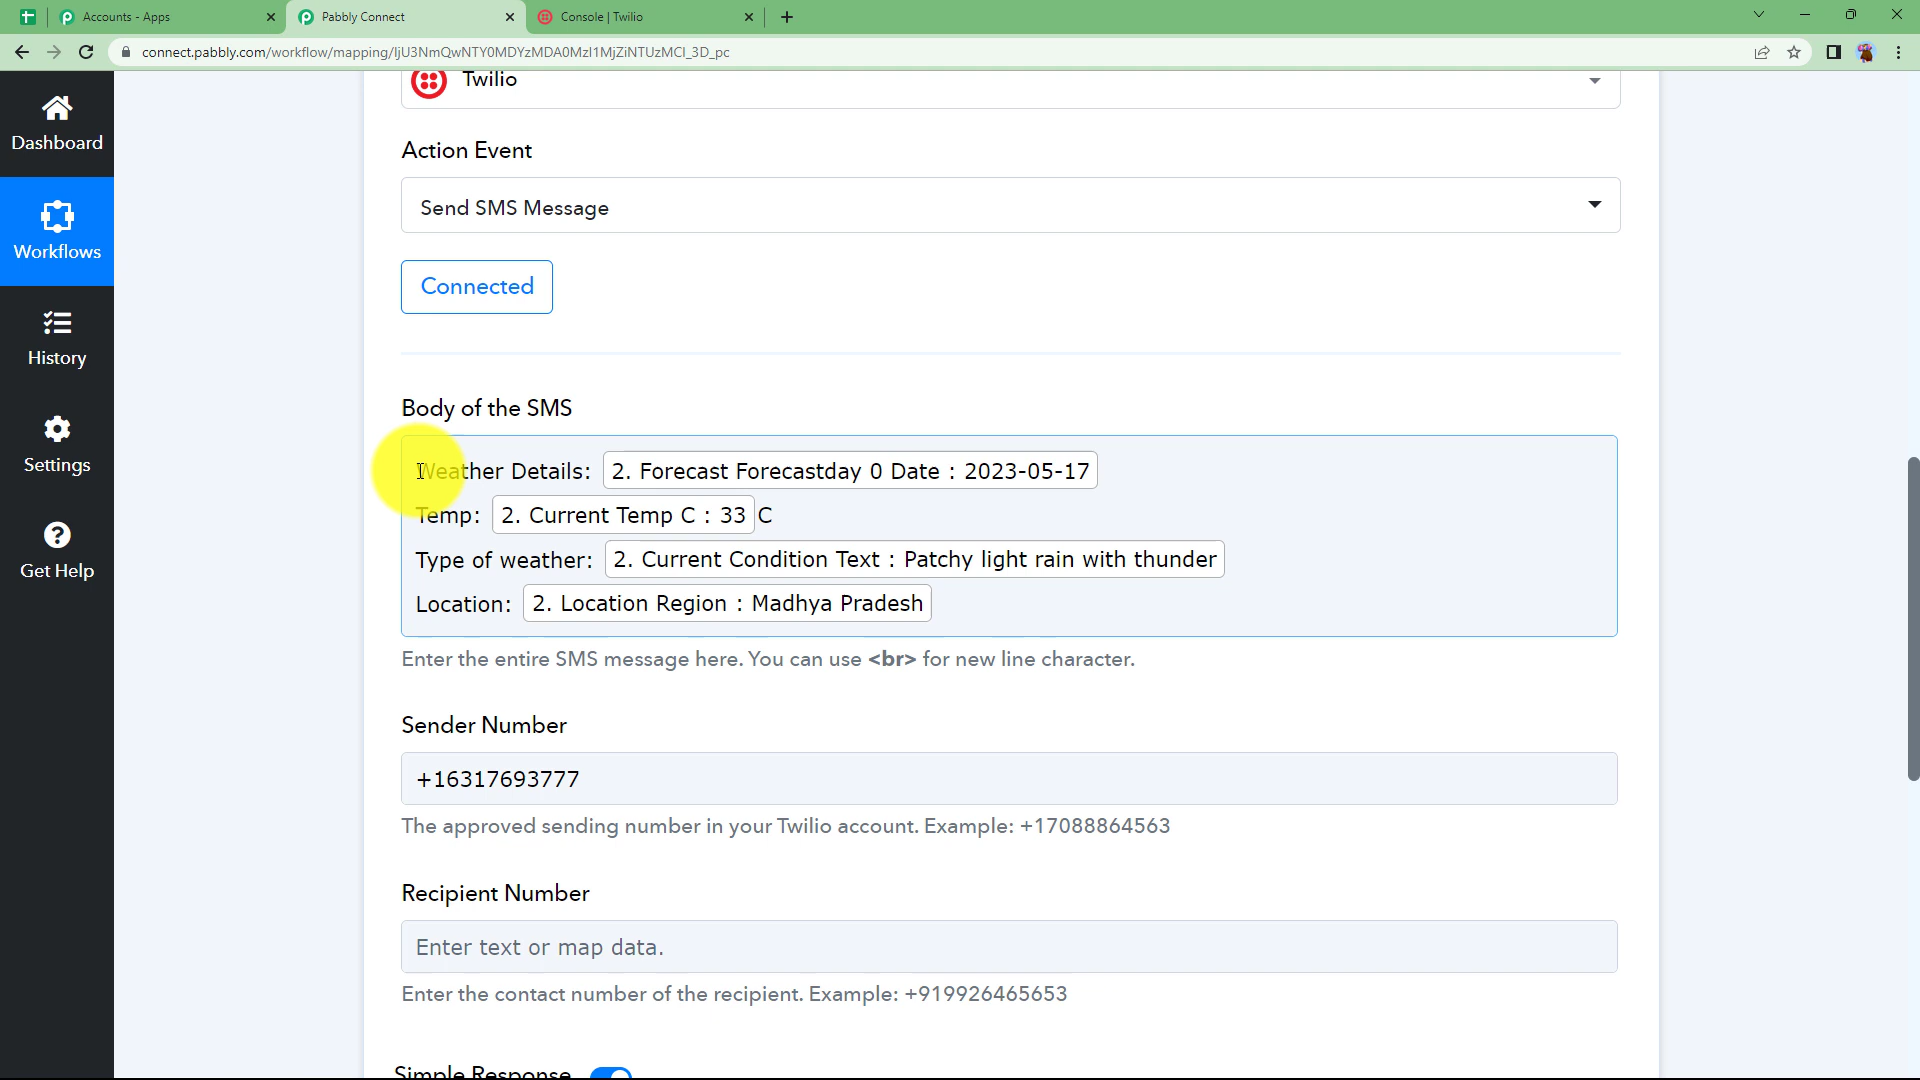 Accounts - Apps
Pabbly Connect
Console | Twilio
connect.pabbly.com/workflow/mapping/IjU3NmQwNTY0MDYzMDA0MzI1MjZiNTUzMCI_3D_pc
Twilio
Dashboard
Workflows
History
Settings
Get Help
Action Event
Send SMS Message
Connected
Body of the SMS
Weather Details: 2. Forecast Forecastday 0 Date : 2023-05-17
Temp: 2. Current Temp C : 33 C
Type of weather: 2. Current Condition Text : Patchy light rain with thunder
Location: 2. Location Region : Madhya Pradesh
Enter the entire SMS message here. You can use <br> for new line character.
Sender Number
+16317693777
The approved sending number in your Twilio account. Example: +17088864563
Recipient Number
Enter text or map data.
Enter the contact number of the recipient. Example: +919926465653
Simple Response